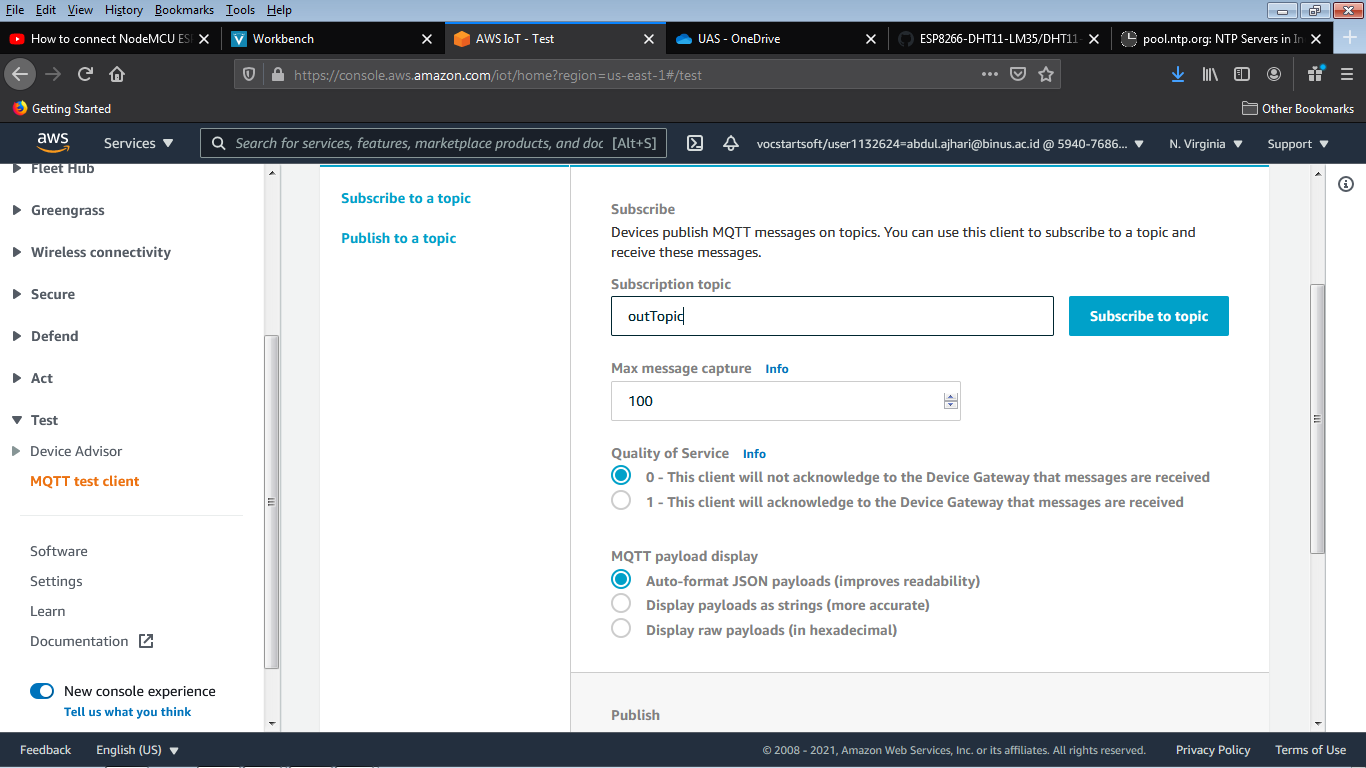 File Edit View History Bookmarks Tools Help
How to connect NodeMCU ESP
Workbench
AWS IoT - Test
UAS - OneDrive
ESP8266-DHT11-LM35/DHT11-
pool.ntp.org: NTP Servers in In
https://console.aws.amazon.com/iot/home?region=us-east-1#/test
Getting Started
Other Bookmarks
aws
Services
Search for services, features, marketplace products, and doc [Alt+S]
vocstartsoft/user1132624=abdul.ajhari@binus.ac.id @ 5940-7686...
N. Virginia
Support
Fleet Hub
Greengrass
Wireless connectivity
Secure
Defend
Act
Test
Device Advisor
MQTT test client
Software
Settings
Learn
Documentation
New console experience
Tell us what you think
Subscribe to a topic
Publish to a topic
Subscribe
Devices publish MQTT messages on topics. You can use this client to subscribe to a topic and
receive these messages.
Subscription topic
outTopic
Subscribe to topic
Max message capture Info
100
Quality of Service Info
0 - This client will not acknowledge to the Device Gateway that messages are received
1 - This client will acknowledge to the Device Gateway that messages are received
MQTT payload display
Auto-format JSON payloads (improves readability)
Display payloads as strings (more accurate)
Display raw payloads (in hexadecimal)
Publish
Feedback
English (US)
© 2008 - 2021, Amazon Web Services, Inc. or its affiliates. All rights reserved.
Privacy Policy
Terms of Use